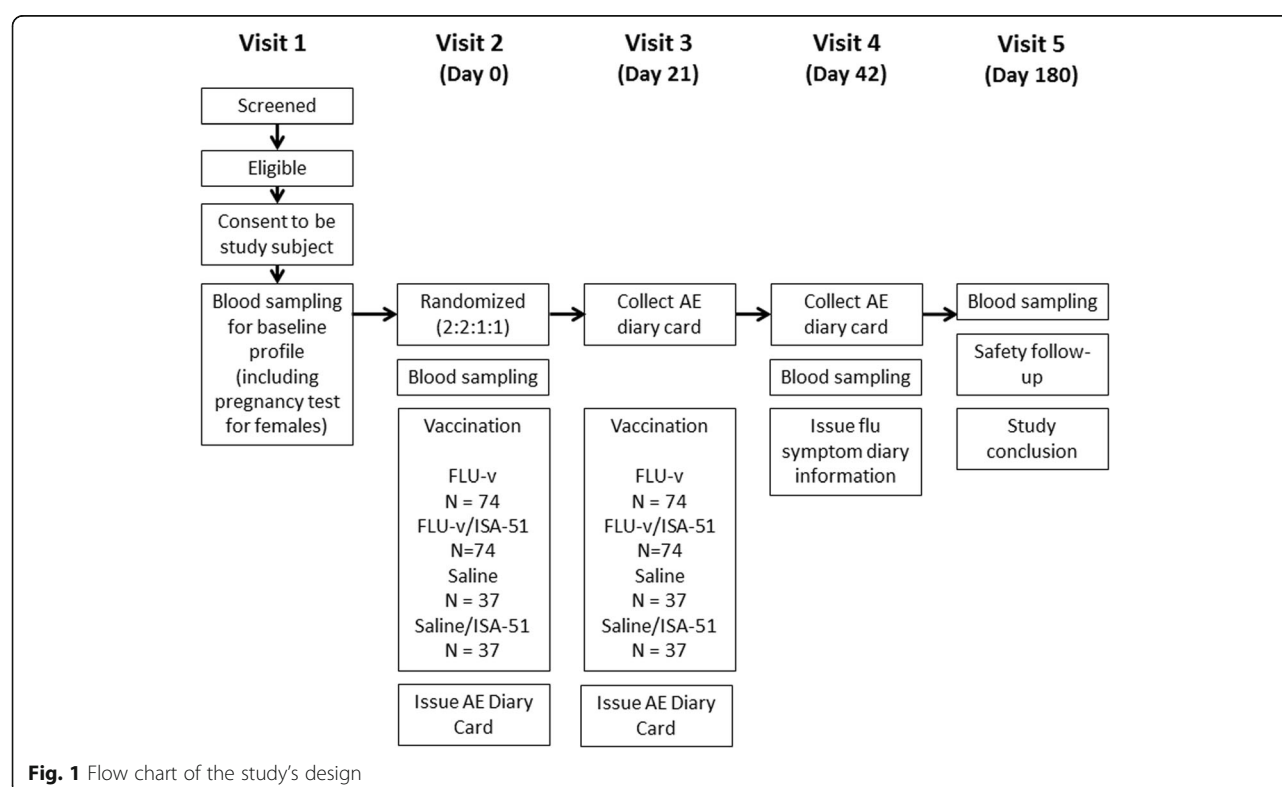 Visit 1
Visit 2
(Day 0)
Visit 3
(Day 21)
Visit 4
(Day 42)
Visit 5
(Day 180)
Screened
Eligible
Consent to be
study subject
Blood sampling
for baseline
profile
(including
pregnancy test
for females)
Randomized
(2:2:1:1)
Blood sampling
Vaccination
FLU-v
N = 74
FLU-v/ISA-51
N=74
Saline
N = 37
Saline/ISA-51
N = 37
Issue AE Diary
Card
Collect AE
diary card
Vaccination
FLU-v
N = 74
FLU-v/ISA-51
N=74
Saline
N = 37
Saline/ISA-51
N = 37
Issue AE Diary
Card
Collect AE
diary card
Blood sampling
Issue flu
symptom diary
information
Blood sampling
Safety follow-
up
Study
conclusion
Fig. 1 Flow chart of the study's design